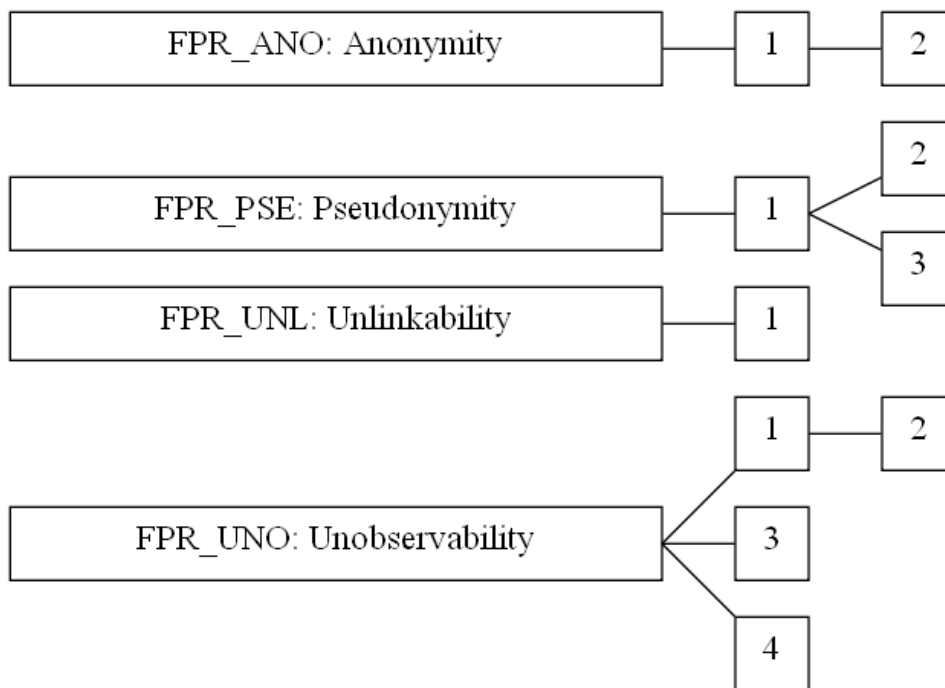 FPR_ANO: Anonymity 1 2
2
FPR_PSE: Pseudonymity 1
3
FPR_UNL: Unlinkability 1
1 2
FPR_UNO: Unobservability 3
4